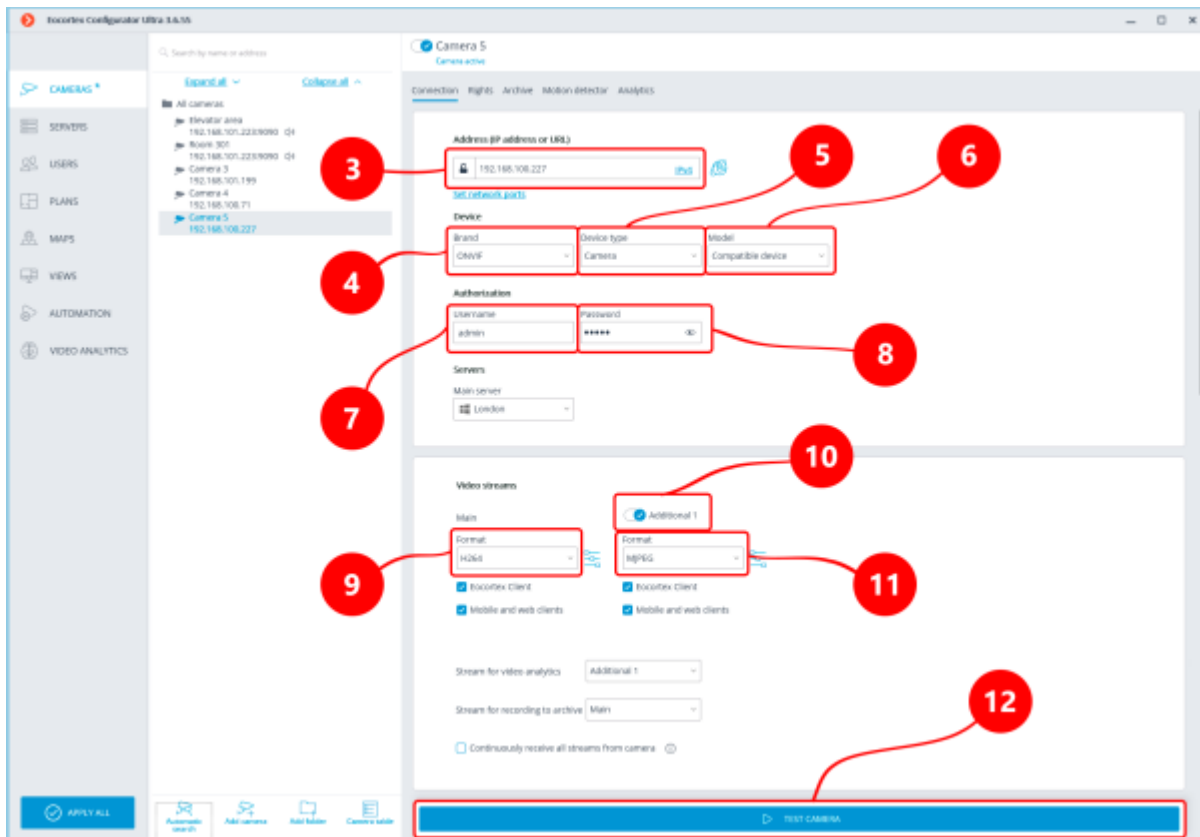 Eocortex Configurator Ultra 3.6.55
Search by name or address
Expand all
Collapse all
CAMERAS
SERVERS
USERS
PLANS
MAPS
VIEWS
AUTOMATION
VIDEO ANALYTICS
APPLY ALL
All cameras
Elevator area
192.168.101.223:9090
Room 301
192.168.101.223:9090
Camera 3
192.168.101.199
Camera 4
192.168.100.71
Camera 5
192.168.100.227
Automatic search
Add camera
Add folder
Camera table
Camera 5
Camera active
Connection Rights Archive Motion detector Analytics
Address (IP address or URL)
192.168.100.227 IPv6
Set network ports
3
5
6
Device
Brand Device type Model
ONVIF Camera Compatible device
4
Authorization
Username Password
admin •••••
7
8
Servers
Main server
London
10
Video streams
Main Additional 1
Format Format
H264 MJPEG
9
11
Eocortex Client Eocortex Client
Mobile and web clients Mobile and web clients
Stream for video analytics Additional 1
Stream for recording to archive Main
12
Continuously receive all streams from camera
TEST CAMERA